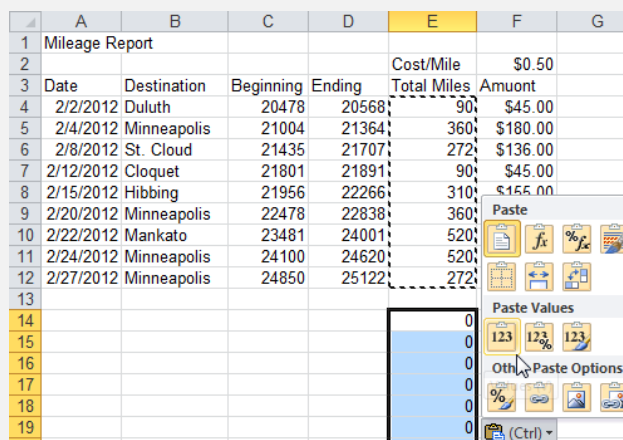 A B C D E F G
1 Mileage Report
2 Cost/Mile $0.50
3 Date Destination Beginning Ending Total Miles Amuont
4 2/2/2012 Duluth 20478 20568 90 $45.00
5 2/4/2012 Minneapolis 21004 21364 360 $180.00
6 2/8/2012 St. Cloud 21435 21707 272 $136.00
7 2/12/2012 Cloquet 21801 21891 90 $45.00
8 2/15/2012 Hibbing 21956 22266 310 $155.00
9 2/20/2012 Minneapolis 22478 22838 360
10 2/22/2012 Mankato 23481 24001 520
11 2/24/2012 Minneapolis 24100 24620 520
12 2/27/2012 Minneapolis 24850 25122 272
13
14 0
15 0
16 0
17 0
18 0
19 0
Paste
fx %fx
Paste Values
123 123% 123
Paste Options
%
(Ctrl)